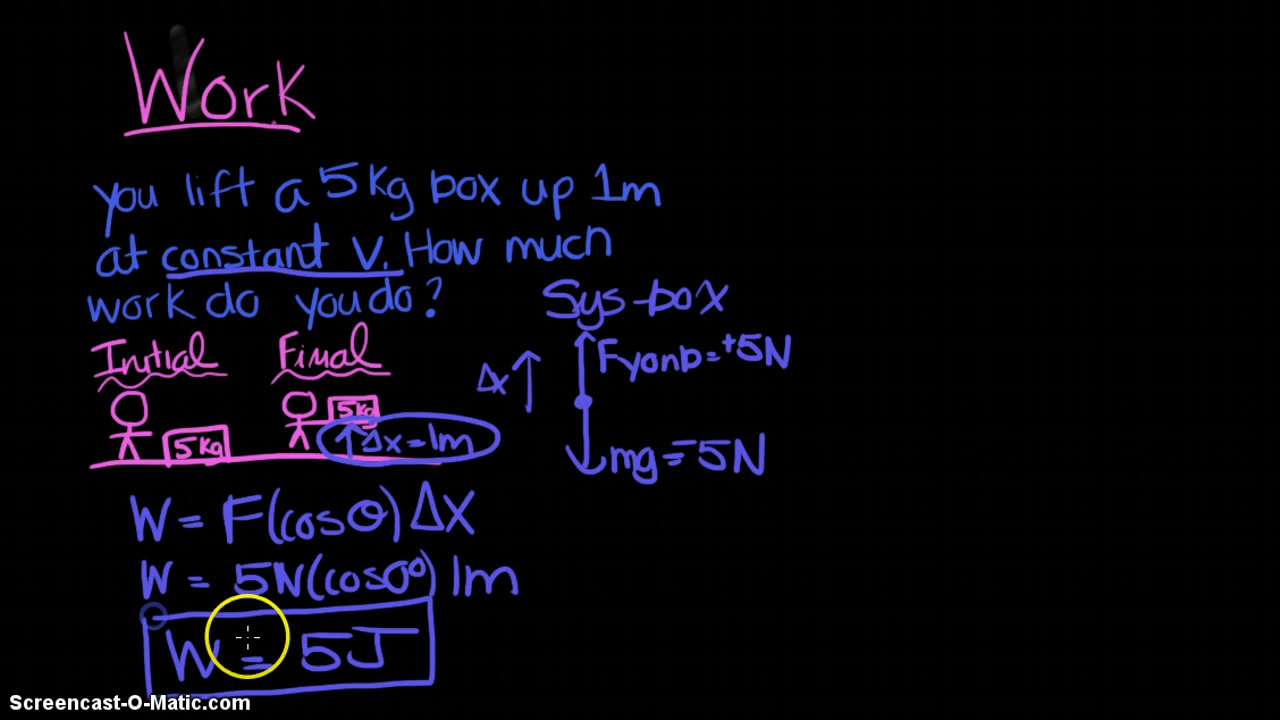 Work
you lift a 5kg box up 1m
at constant v. How much
work do you do?
Sys-box
Initial
Final
5kg
5kg
Δx=1m
Δx
Fyonb=+5N
mg=-5N
W = F(cosθ)Δx
W = 5N(cos0°)1m
W = 5J
Screencast-O-Matic.com